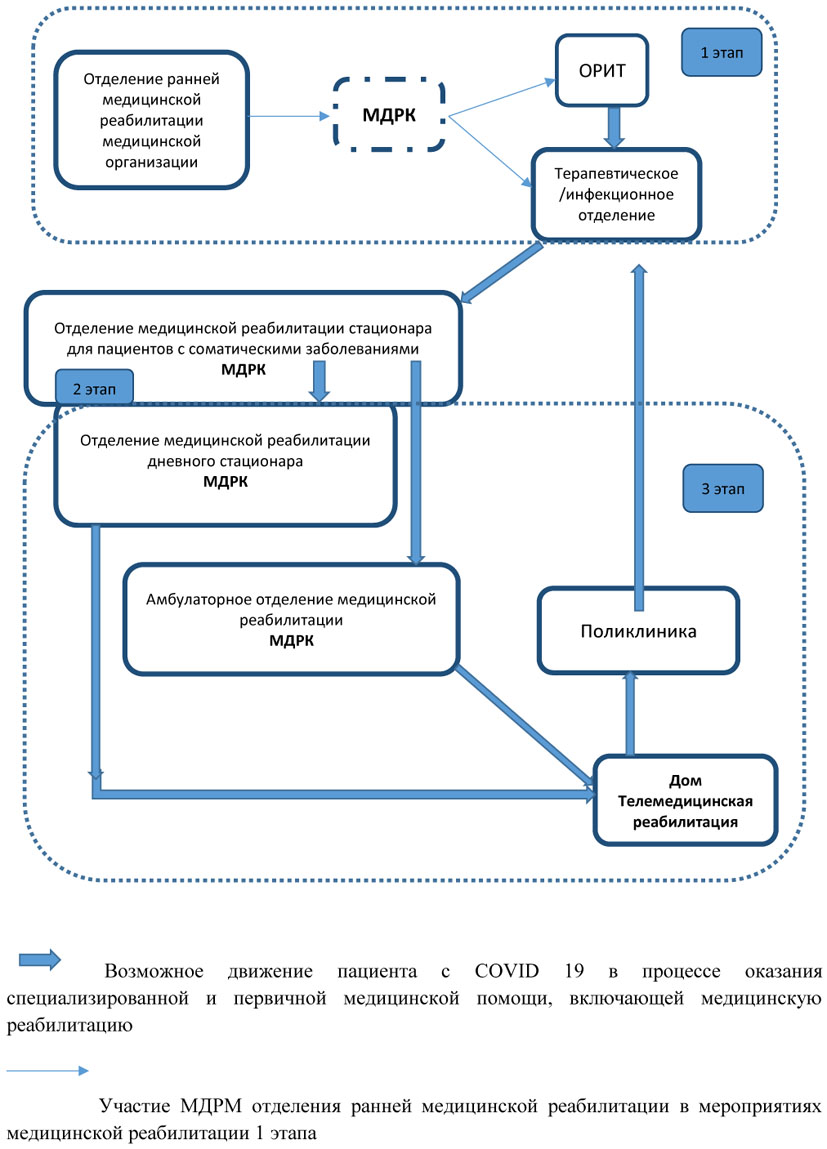 1 этап
Отделение ранней
медицинской
реабилитации
медицинской
организации
МДРК
ОРИТ
Терапевтическое
/инфекционное
отделение
Отделение медицинской реабилитации стационара
для пациентов с соматическими заболеваниями
МДРК
2 этап
Отделение медицинской реабилитации
дневного стационара
МДРК
3 этап
Амбулаторное отделение медицинской
реабилитации
МДРК
Поликлиника
Дом
Телемедицинская
реабилитация
Возможное движение пациента с COVID 19 в процессе оказания
специализированной и первичной медицинской помощи, включающей медицинскую
реабилитацию
Участие МДРМ отделения ранней медицинской реабилитации в мероприятиях
медицинской реабилитации 1 этапа